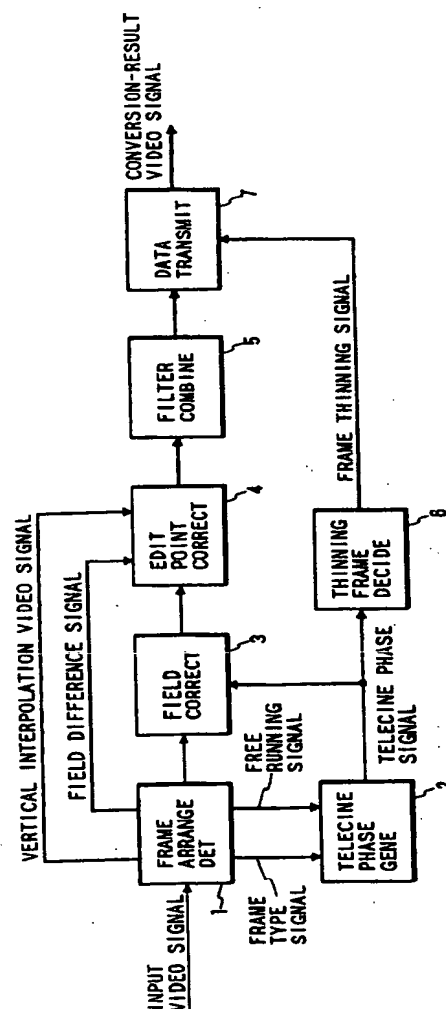 VERTICAL INTERPOLATION VIDEO SIGNAL
FIELD DIFFERENCE SIGNAL
INPUT
VIDEO SIGNAL
FRAME
ARRANGE
DET
1
FRAME
TYPE
SIGNAL
FREE
RUNNING
SIGNAL
TELECINE
PHASE
GENE
2
FIELD
CORRECT
3
TELECINE PHASE
SIGNAL
EDIT
POINT
CORRECT
4
FILTER
COMBINE
5
THINNING
FRAME
DECIDE
6
FRAME THINNING SIGNAL
DATA
TRANSMIT
7
CONVERSION-RESULT
VIDEO SIGNAL